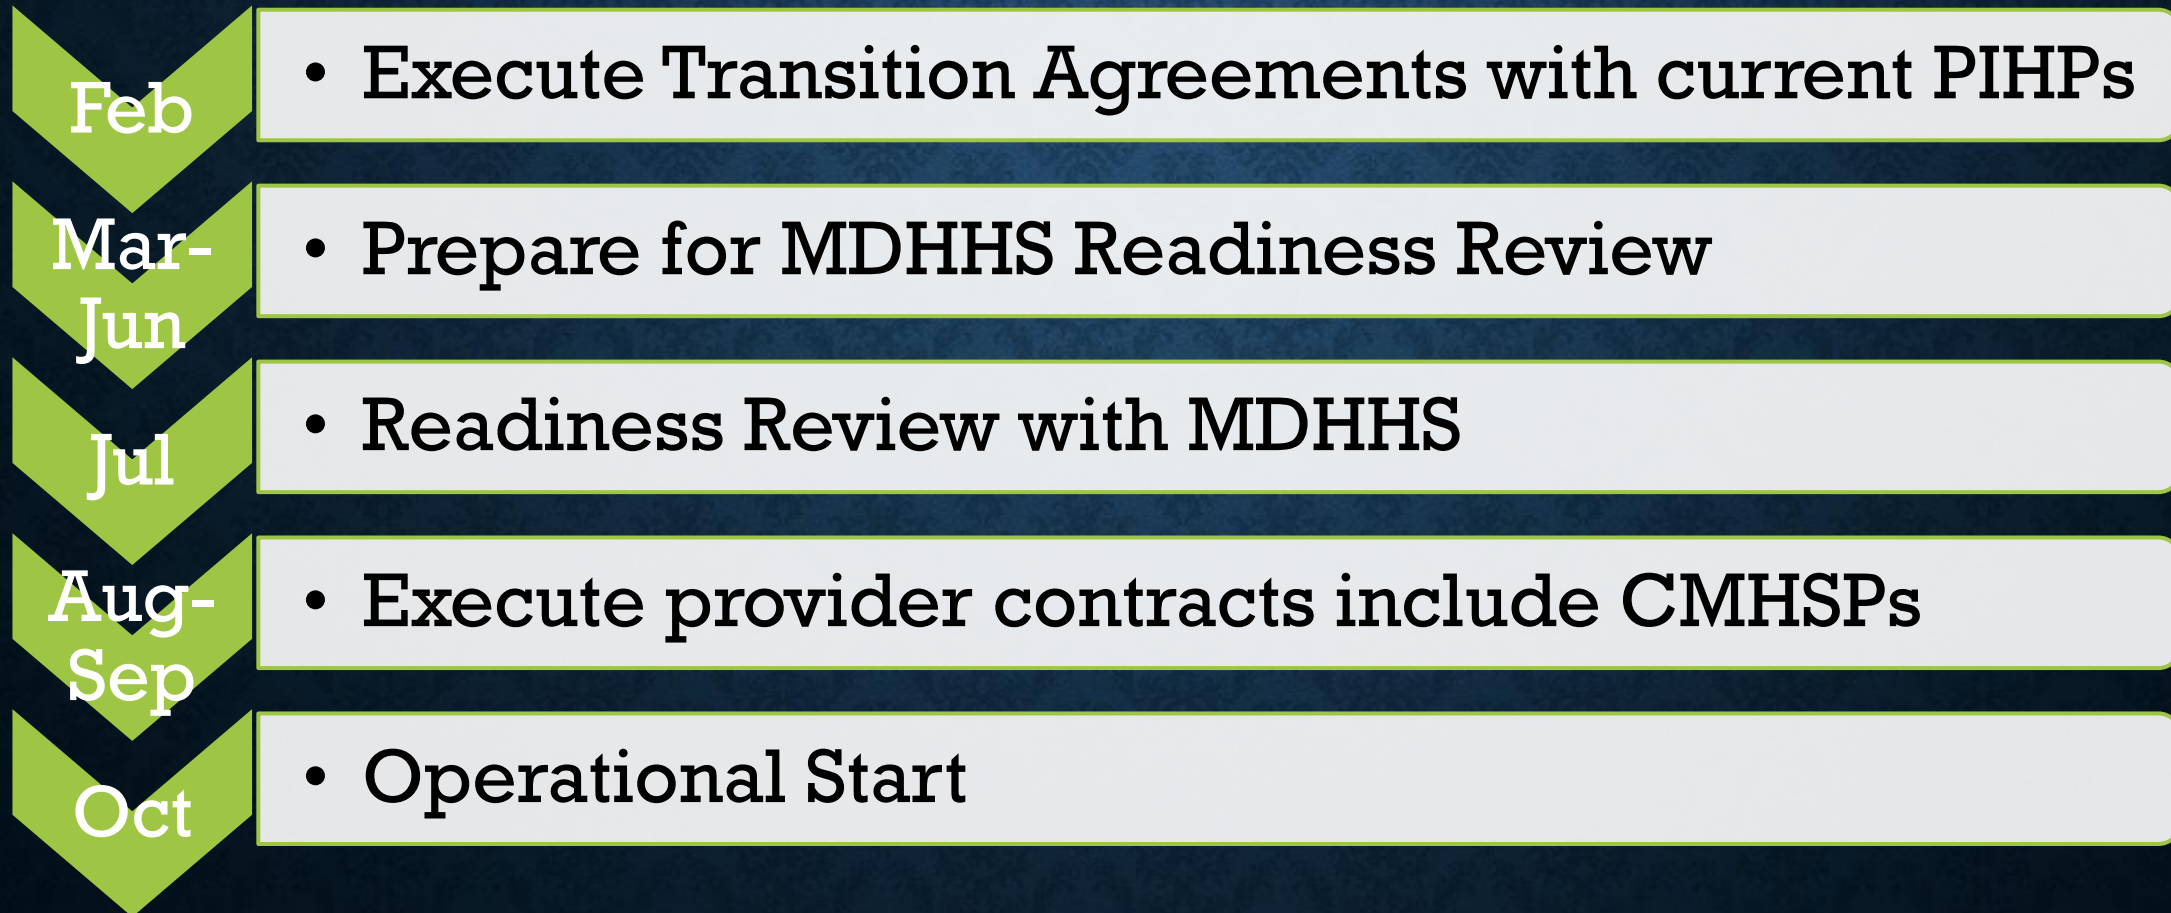 Feb
• Execute Transition Agreements with current PIHPs
Mar-
Jun
• Prepare for MDHHS Readiness Review
Jul
• Readiness Review with MDHHS
Aug-
Sep
• Execute provider contracts include CMHSPs
Oct
• Operational Start